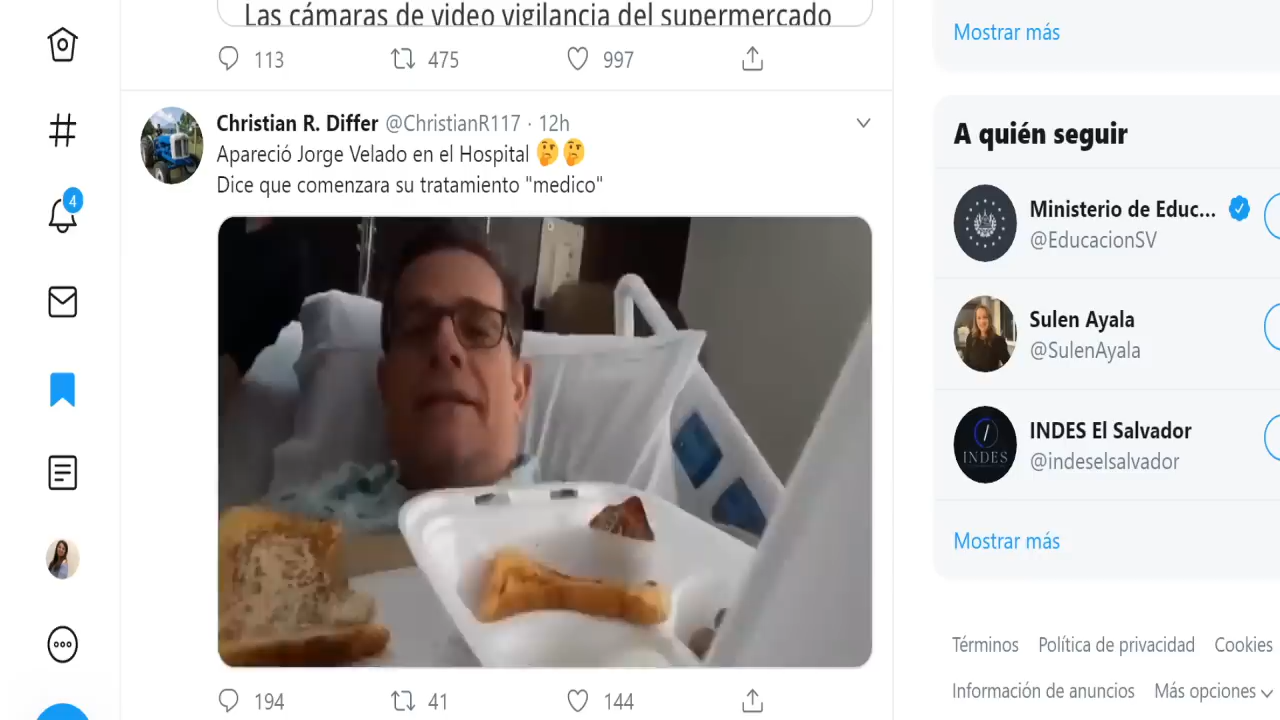 Las cámaras de video vigilancia del supermercado
113 475 997
Christian R. Differ @ChristianR117 · 12h
Apareció Jorge Velado en el Hospital 🤔🤔
Dice que comenzara su tratamiento "medico"
194 41 144
4
Mostrar más
A quién seguir
Ministerio de Educ...
@EducacionSV
Sulen Ayala
@SulenAyala
INDES
INDES El Salvador
@indeselsalvador
Mostrar más
Términos Política de privacidad Cookies
Información de anuncios Más opciones